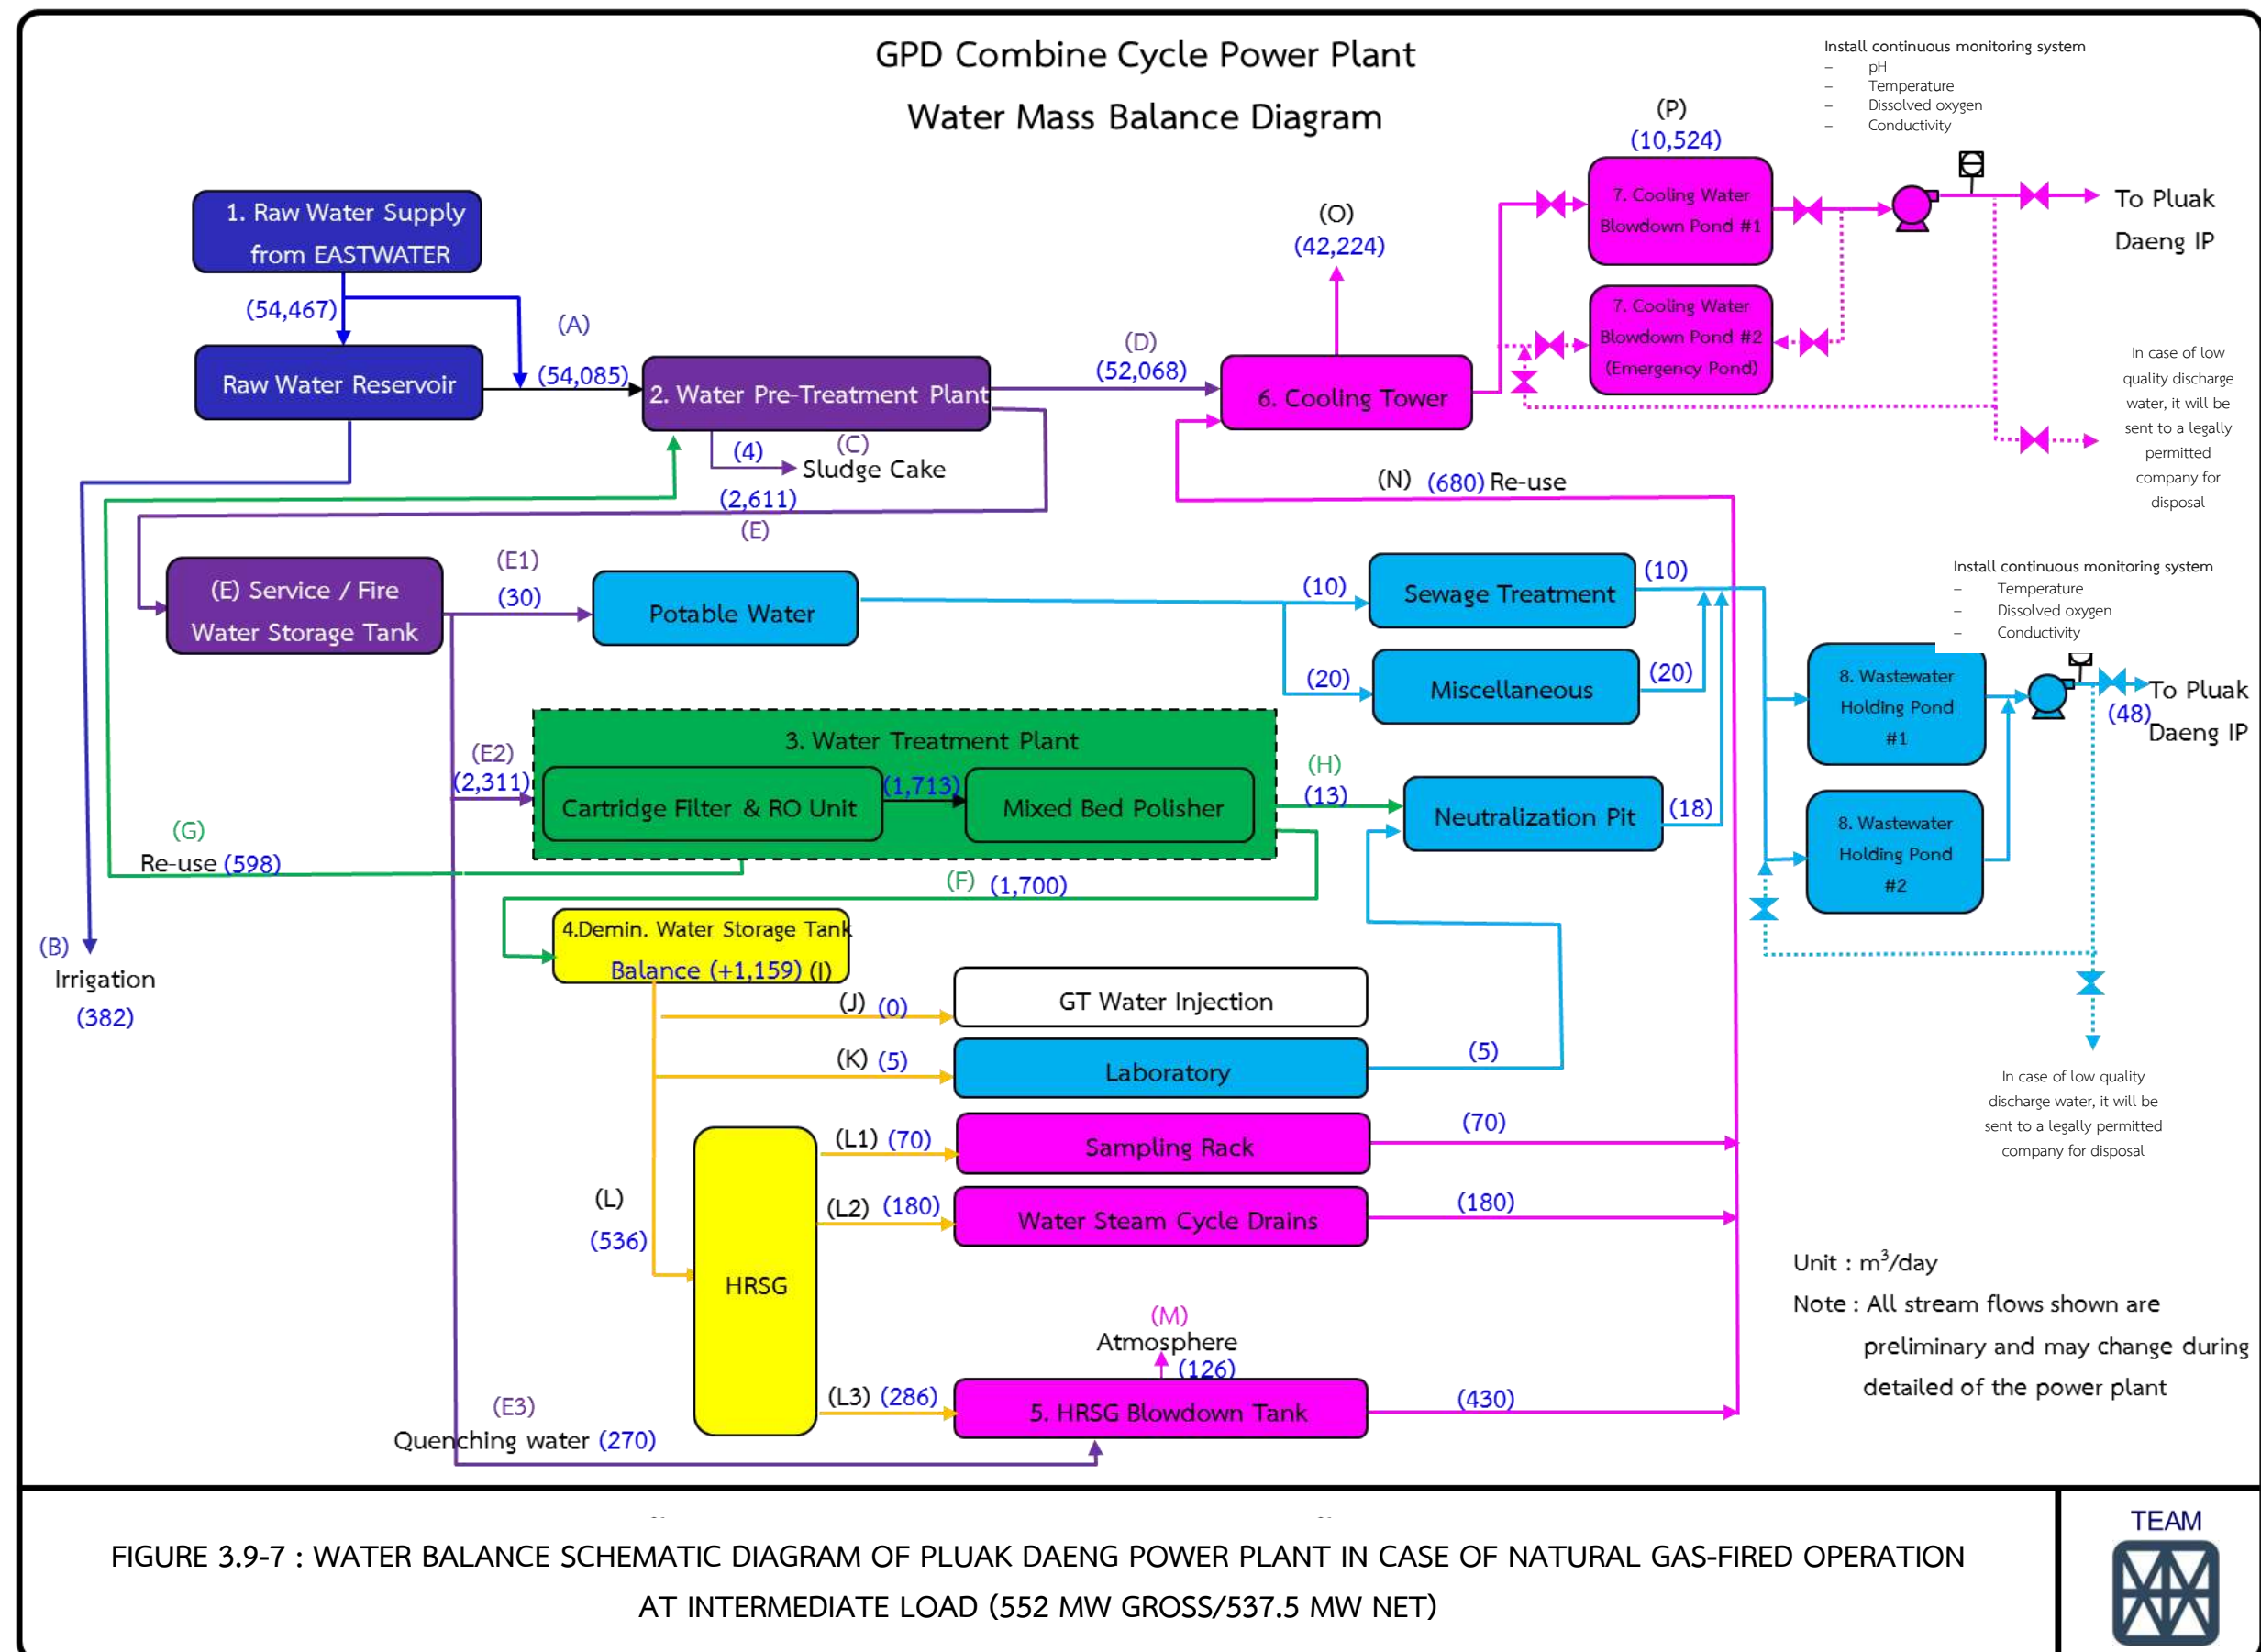 GPD Combine Cycle Power Plant
Water Mass Balance Diagram
Install continuous monitoring system
– pH
– Temperature
– Dissolved oxygen
– Conductivity
(P)
(10,524)
1. Raw Water Supply
from EASTWATER
(54,467)
(A)
Raw Water Reservoir
(54,085)
2. Water Pre-Treatment Plant
(D)
(52,068)
(O)
(42,224)
6. Cooling Tower
7. Cooling Water
Blowdown Pond #1
7. Cooling Water
Blowdown Pond #2
(Emergency Pond)
To Pluak
Daeng IP
In case of low
quality discharge
water, it will be
sent to a legally
permitted
company for
disposal
(4)
(C)
Sludge Cake
(2,611)
(E)
(N) (680) Re-use
(E) Service / Fire
Water Storage Tank
(E1)
(30)
Potable Water
(10)
Sewage Treatment
(10)
(20)
Miscellaneous
(20)
Install continuous monitoring system
– Temperature
– Dissolved oxygen
– Conductivity
8. Wastewater
Holding Pond
#1
8. Wastewater
Holding Pond
#2
To Pluak
(48)
Daeng IP
(E2)
(2,311)
3. Water Treatment Plant
Cartridge Filter & RO Unit
(1,713)
Mixed Bed Polisher
(H)
(13)
Neutralization Pit
(18)
(G)
Re-use (598)
(F) (1,700)
4.Demin. Water Storage Tank
Balance (+1,159) (I)
(B)
Irrigation
(382)
(J) (0)
GT Water Injection
(K) (5)
Laboratory
(5)
(L)
(536)
HRSG
(L1) (70)
Sampling Rack
(70)
(L2) (180)
Water Steam Cycle Drains
(180)
(M)
Atmosphere
(126)
(L3) (286)
5. HRSG Blowdown Tank
(430)
(E3)
Quenching water (270)
In case of low quality
discharge water, it will be
sent to a legally permitted
company for disposal
Unit : m³/day
Note : All stream flows shown are
preliminary and may change during
detailed of the power plant
FIGURE 3.9-7 : WATER BALANCE SCHEMATIC DIAGRAM OF PLUAK DAENG POWER PLANT IN CASE OF NATURAL GAS-FIRED OPERATION
AT INTERMEDIATE LOAD (552 MW GROSS/537.5 MW NET)
TEAM